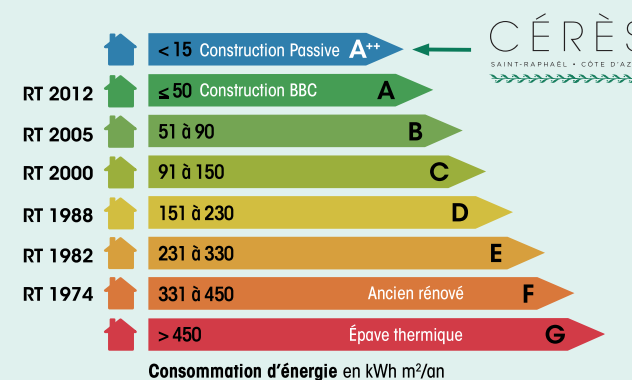 CÉRÈS
SAINT-RAPHAËL • CÔTE D'AZ
< 15 Construction Passive A++
RT 2012 ≤ 50 Construction BBC A
RT 2005 51 à 90 B
RT 2000 91 à 150 C
RT 1988 151 à 230 D
RT 1982 231 à 330 E
RT 1974 331 à 450 Ancien rénové F
> 450 Épave thermique G
Consommation d'énergie en kWh m²/an